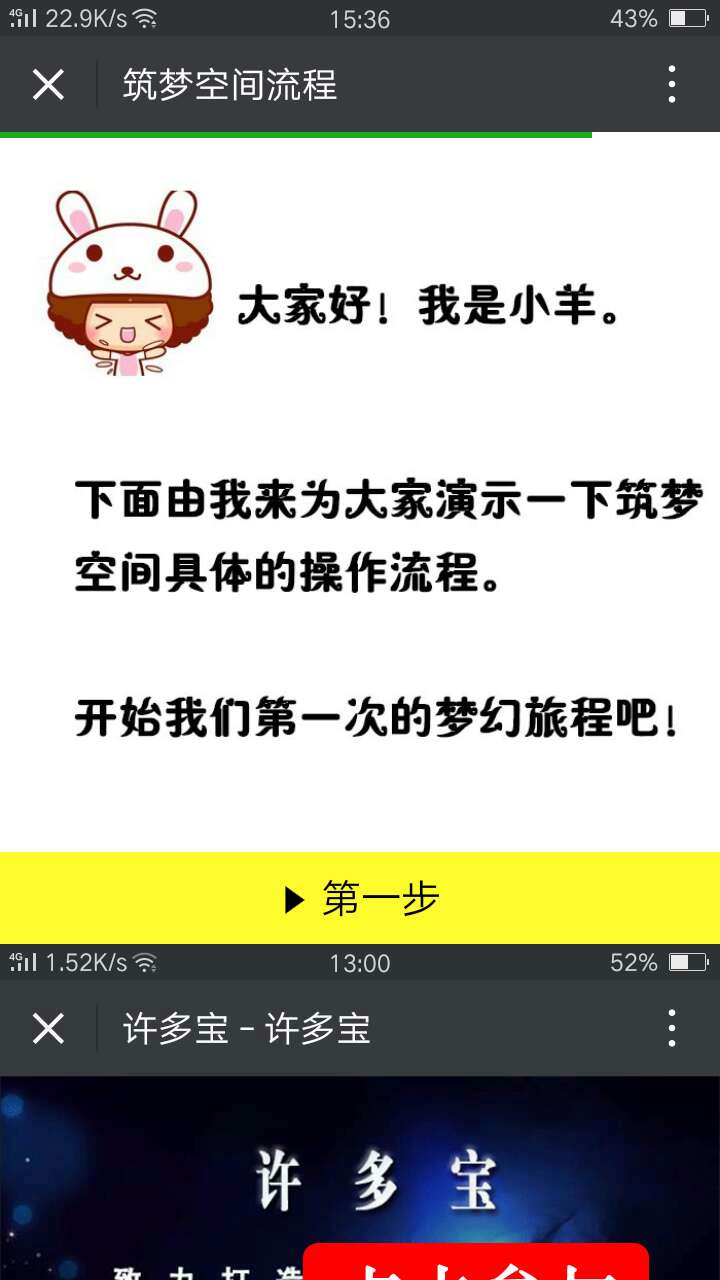 4G 22.9K/s 15:36 43%
筑梦空间流程
大家好！我是小羊。
下面由我来为大家演示一下筑梦
空间具体的操作流程。
开始我们第一次的梦幻旅程吧！
第一步
4G 1.52K/s 13:00 52%
许多宝 - 许多宝
许多宝
致力打造